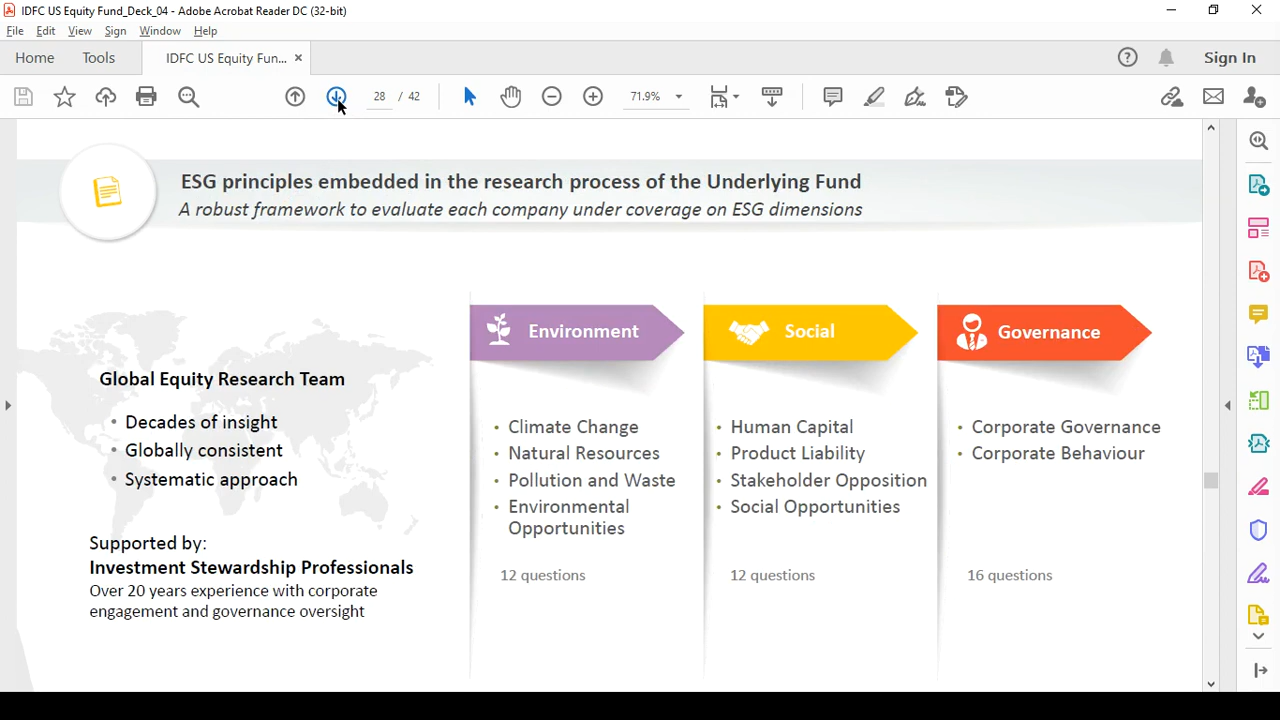 IDFC US Equity Fund_Deck_04 - Adobe Acrobat Reader DC (32-bit)
File Edit View Sign Window Help
Home Tools IDFC US Equity Fun... × Sign In
28 / 42 71.9%
ESG principles embedded in the research process of the Underlying Fund
A robust framework to evaluate each company under coverage on ESG dimensions
Environment
Social
Governance
Global Equity Research Team
• Decades of insight
• Globally consistent
• Systematic approach
Supported by:
Investment Stewardship Professionals
Over 20 years experience with corporate
engagement and governance oversight
• Climate Change
• Natural Resources
• Pollution and Waste
• Environmental
Opportunities
12 questions
• Human Capital
• Product Liability
• Stakeholder Opposition
• Social Opportunities
12 questions
• Corporate Governance
• Corporate Behaviour
16 questions